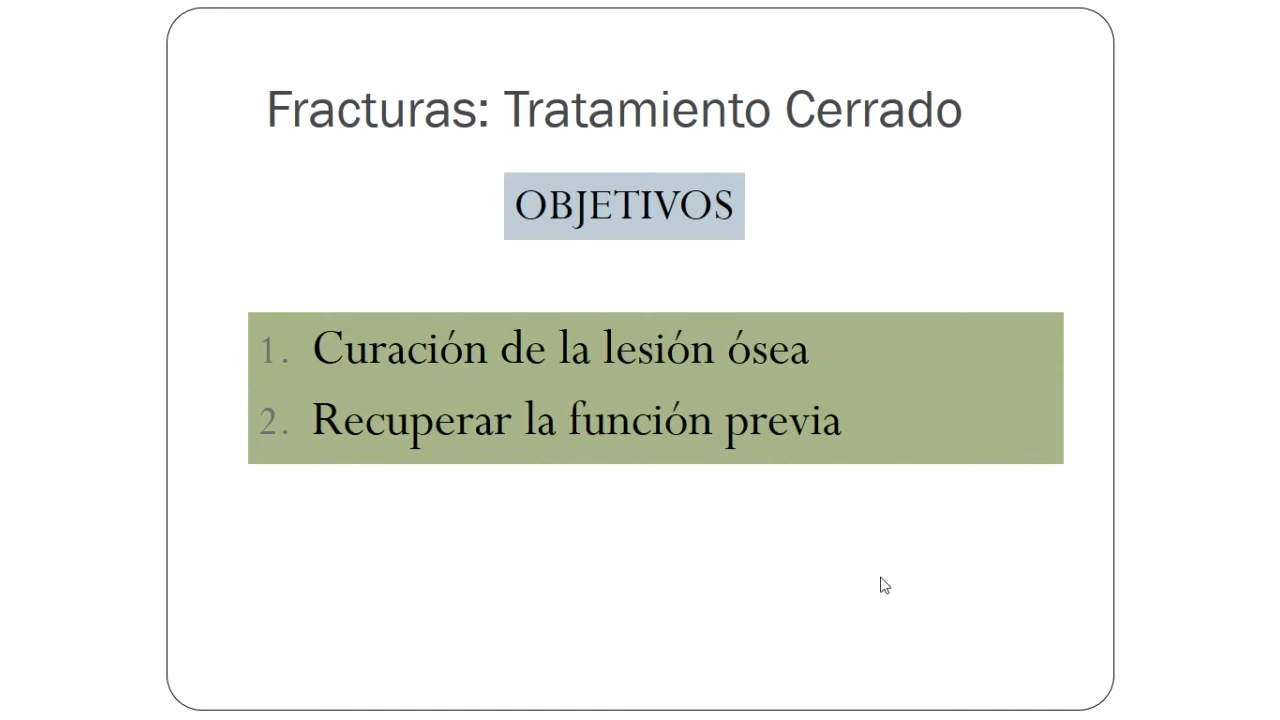 Fracturas: Tratamiento Cerrado
OBJETIVOS
1. Curación de la lesión ósea
2. Recuperar la función previa